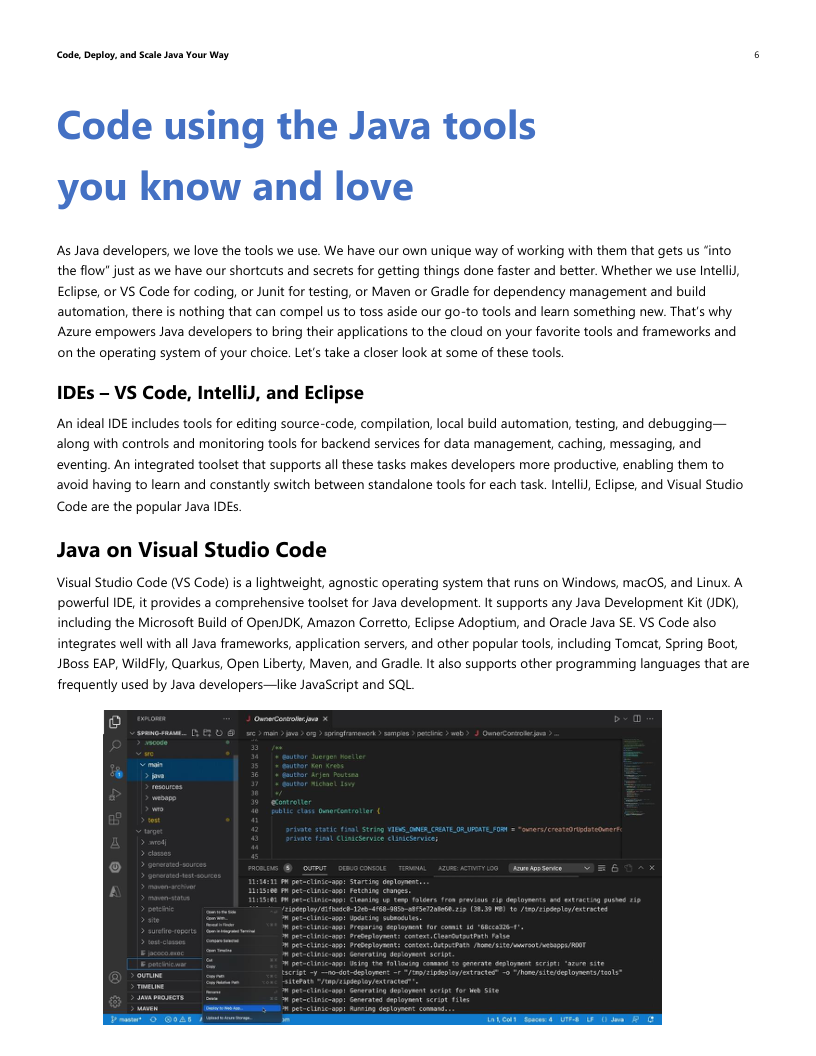 Code, Deploy, and Scale Java Your Way
6
Code using the Java tools
you know and love
As Java developers, we love the tools we use. We have our own unique way of working with them that gets us “into
the flow” just as we have our shortcuts and secrets for getting things done faster and better. Whether we use IntelliJ,
Eclipse, or VS Code for coding, or Junit for testing, or Maven or Gradle for dependency management and build
automation, there is nothing that can compel us to toss aside our go-to tools and learn something new. That’s why
Azure empowers Java developers to bring their applications to the cloud on your favorite tools and frameworks and
on the operating system of your choice. Let’s take a closer look at some of these tools.
IDEs – VS Code, IntelliJ, and Eclipse
An ideal IDE includes tools for editing source-code, compilation, local build automation, testing, and debugging—
along with controls and monitoring tools for backend services for data management, caching, messaging, and
eventing. An integrated toolset that supports all these tasks makes developers more productive, enabling them to
avoid having to learn and constantly switch between standalone tools for each task. IntelliJ, Eclipse, and Visual Studio
Code are the popular Java IDEs.
Java on Visual Studio Code
Visual Studio Code (VS Code) is a lightweight, agnostic operating system that runs on Windows, macOS, and Linux. A
powerful IDE, it provides a comprehensive toolset for Java development. It supports any Java Development Kit (JDK),
including the Microsoft Build of OpenJDK, Amazon Corretto, Eclipse Adoptium, and Oracle Java SE. VS Code also
integrates well with all Java frameworks, application servers, and other popular tools, including Tomcat, Spring Boot,
JBoss EAP, WildFly, Quarkus, Open Liberty, Maven, and Gradle. It also supports other programming languages that are
frequently used by Java developers—like JavaScript and SQL.
EXPLORER
SPRING-FRAME...
.vscode
src
main
java
resources
webapp
wro
test
target
.wro4j
classes
generated-sources
generated-test-sources
maven-archiver
maven-status
petclinic
site
surefire-reports
test-classes
jacoco.exec
petclinic.war
OUTLINE
TIMELINE
JAVA PROJECTS
MAVEN
Open to the Side
Open With...
Reveal in Finder
Open in Integrated Terminal
Compare Selected
Open Timeline
Cut
Copy
Copy Path
Copy Relative Path
Rename
Delete
Deploy to Web App...
Upload to Azure Storage...
OwnerController.java
src > main > java > org > springframework > samples > petclinic > web > OwnerController.java > ...
33 /**
34 * @author Juergen Hoeller
35 * @author Ken Krebs
36 * @author Arjen Poutsma
37 * @author Michael Isvy
38 */
39 @Controller
40 public class OwnerController {
41
42 private static final String VIEWS_OWNER_CREATE_OR_UPDATE_FORM = "owners/createOrUpdateOwnerFo
43 private final ClinicService clinicService;
44
45
PROBLEMS 5 OUTPUT DEBUG CONSOLE TERMINAL AZURE: ACTIVITY LOG Azure App Service
11:14:31 PM pet-clinic-app: Starting deployment...
11:15:00 PM pet-clinic-app: Fetching changes.
11:15:01 PM pet-clinic-app: Cleaning up temp folders from previous zip deployments and extracting pushed zip
(38.39 MB) to /tmp/zipdeploy/extracted
PM pet-clinic-app: Updating submodules.
PM pet-clinic-app: Preparing deployment for commit id '68cca326-f'.
PM pet-clinic-app: PreDeployment: context.CleanOutputPath False
PM pet-clinic-app: PreDeployment: context.OutputPath /home/site/wwwroot/webapps/ROOT
PM pet-clinic-app: Generating deployment script.
PM pet-clinic-app: Using the following command to generate deployment script: 'azure site
tscript -y --no-dot-deployment -r "/tmp/zipdeploy/extracted" -o "/home/site/deployments/tools"
-sitePath "/tmp/zipdeploy/extracted"'.
PM pet-clinic-app: Generating deployment script for Web Site
PM pet-clinic-app: Generated deployment script files
PM pet-clinic-app: Running deployment command...
master* 0 5 Ln 1, Col 1 Spaces: 4 UTF-8 LF Java